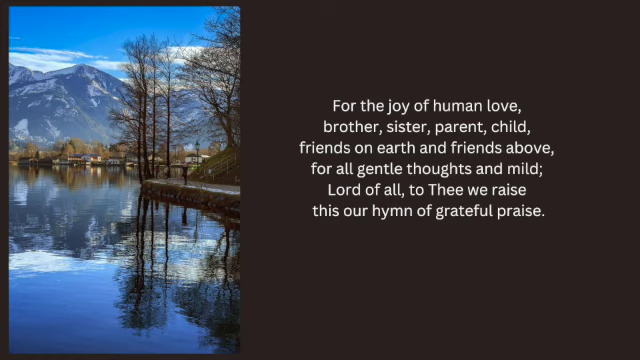 For the joy of human love,
brother, sister, parent, child,
friends on earth and friends above,
for all gentle thoughts and mild;
Lord of all, to Thee we raise
this our hymn of grateful praise.